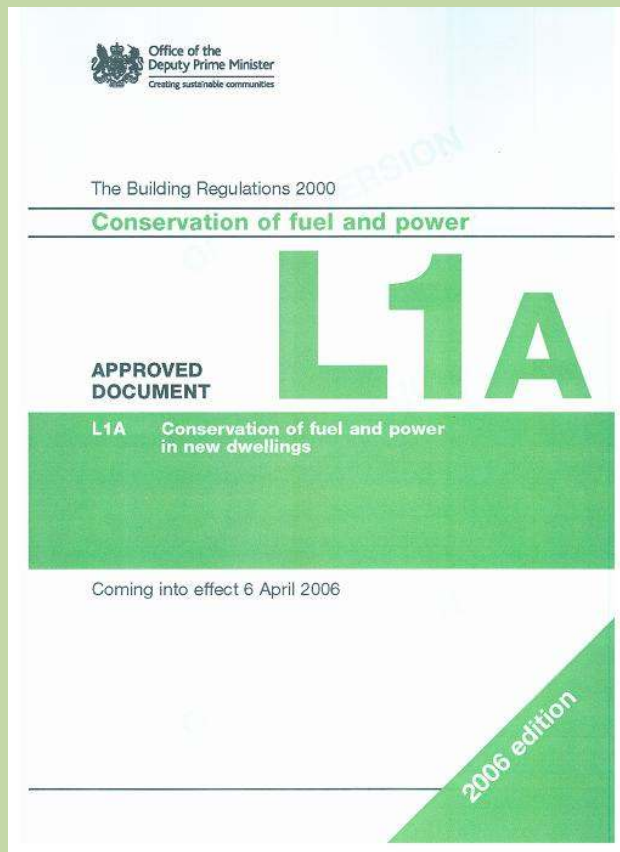 Office of the
Deputy Prime Minister
Creating sustainable communities
The Building Regulations 2000
Conservation of fuel and power
L1A
APPROVED
DOCUMENT
L1A Conservation of fuel and power
in new dwellings
Coming into effect 6 April 2006
2006 edition